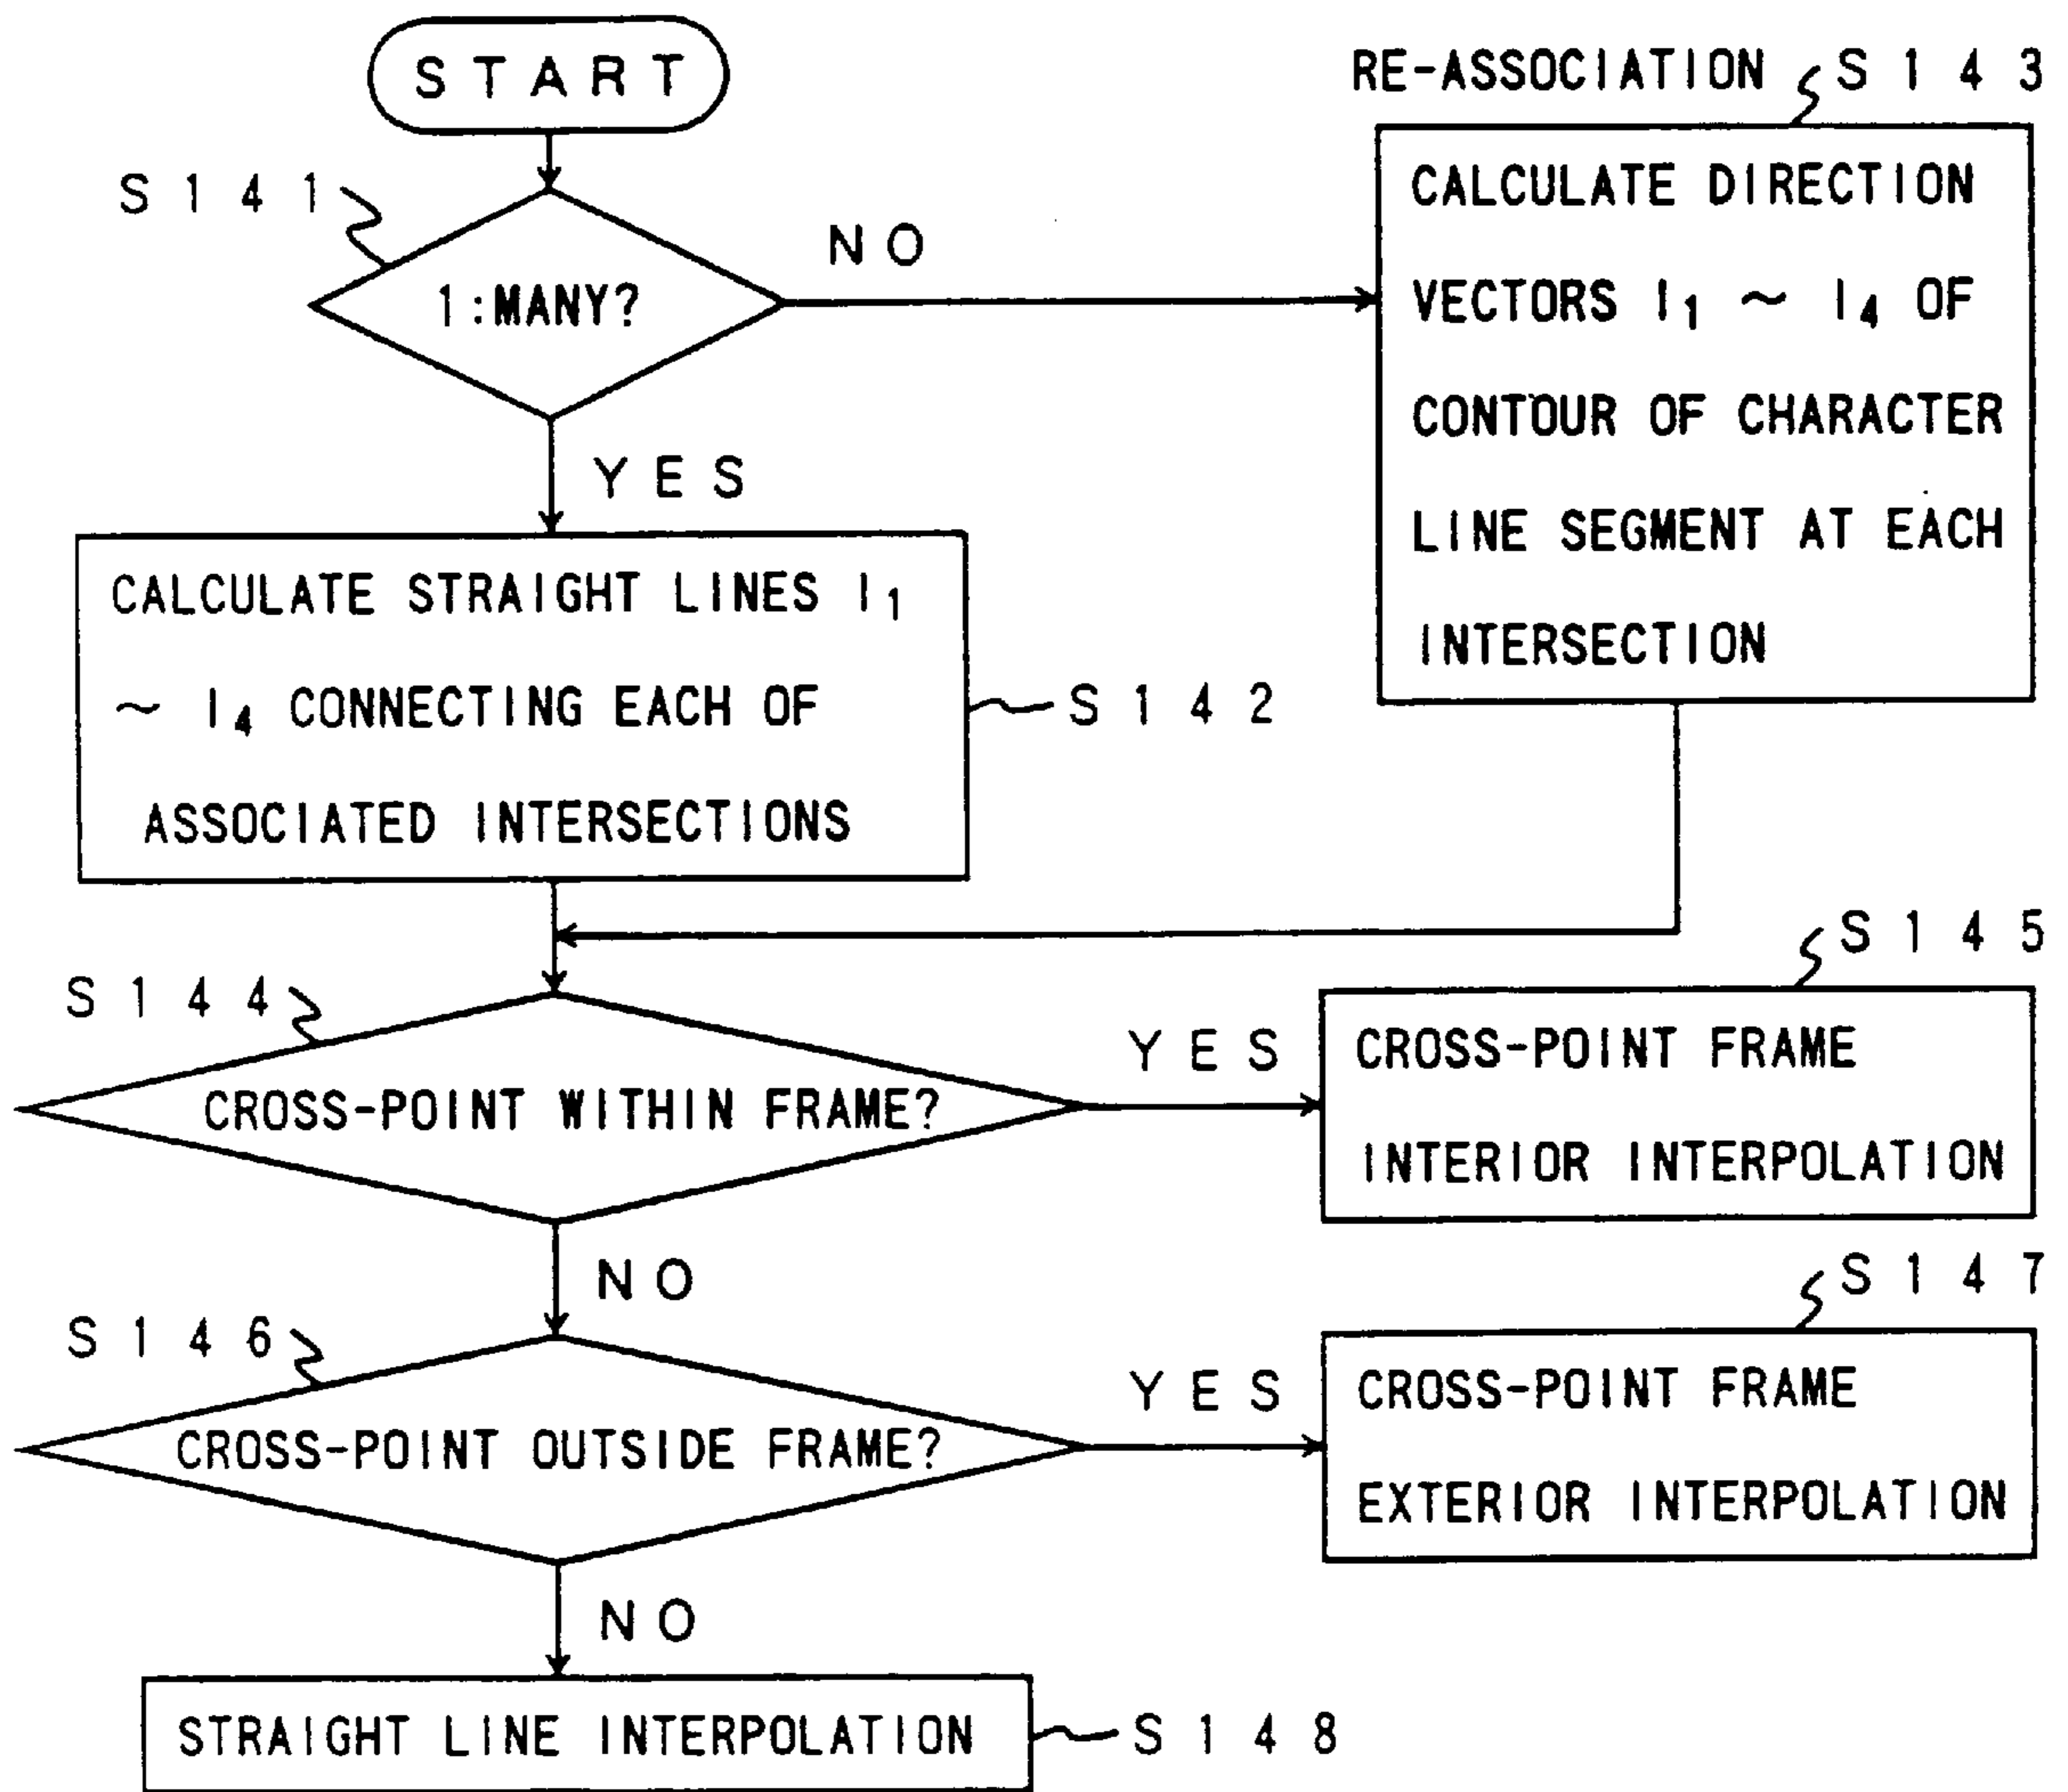 START
RE-ASSOCIATION S143
S141
1:MANY?
NO
CALCULATE DIRECTION
VECTORS l₁ ~ l₄ OF
CONTOUR OF CHARACTER
LINE SEGMENT AT EACH
INTERSECTION
YES
CALCULATE STRAIGHT LINES l₁
~ l₄ CONNECTING EACH OF
ASSOCIATED INTERSECTIONS
S142
S144
CROSS-POINT WITHIN FRAME?
YES
S145
CROSS-POINT FRAME
INTERIOR INTERPOLATION
NO
S146
CROSS-POINT OUTSIDE FRAME?
YES
S147
CROSS-POINT FRAME
EXTERIOR INTERPOLATION
NO
STRAIGHT LINE INTERPOLATION
S148